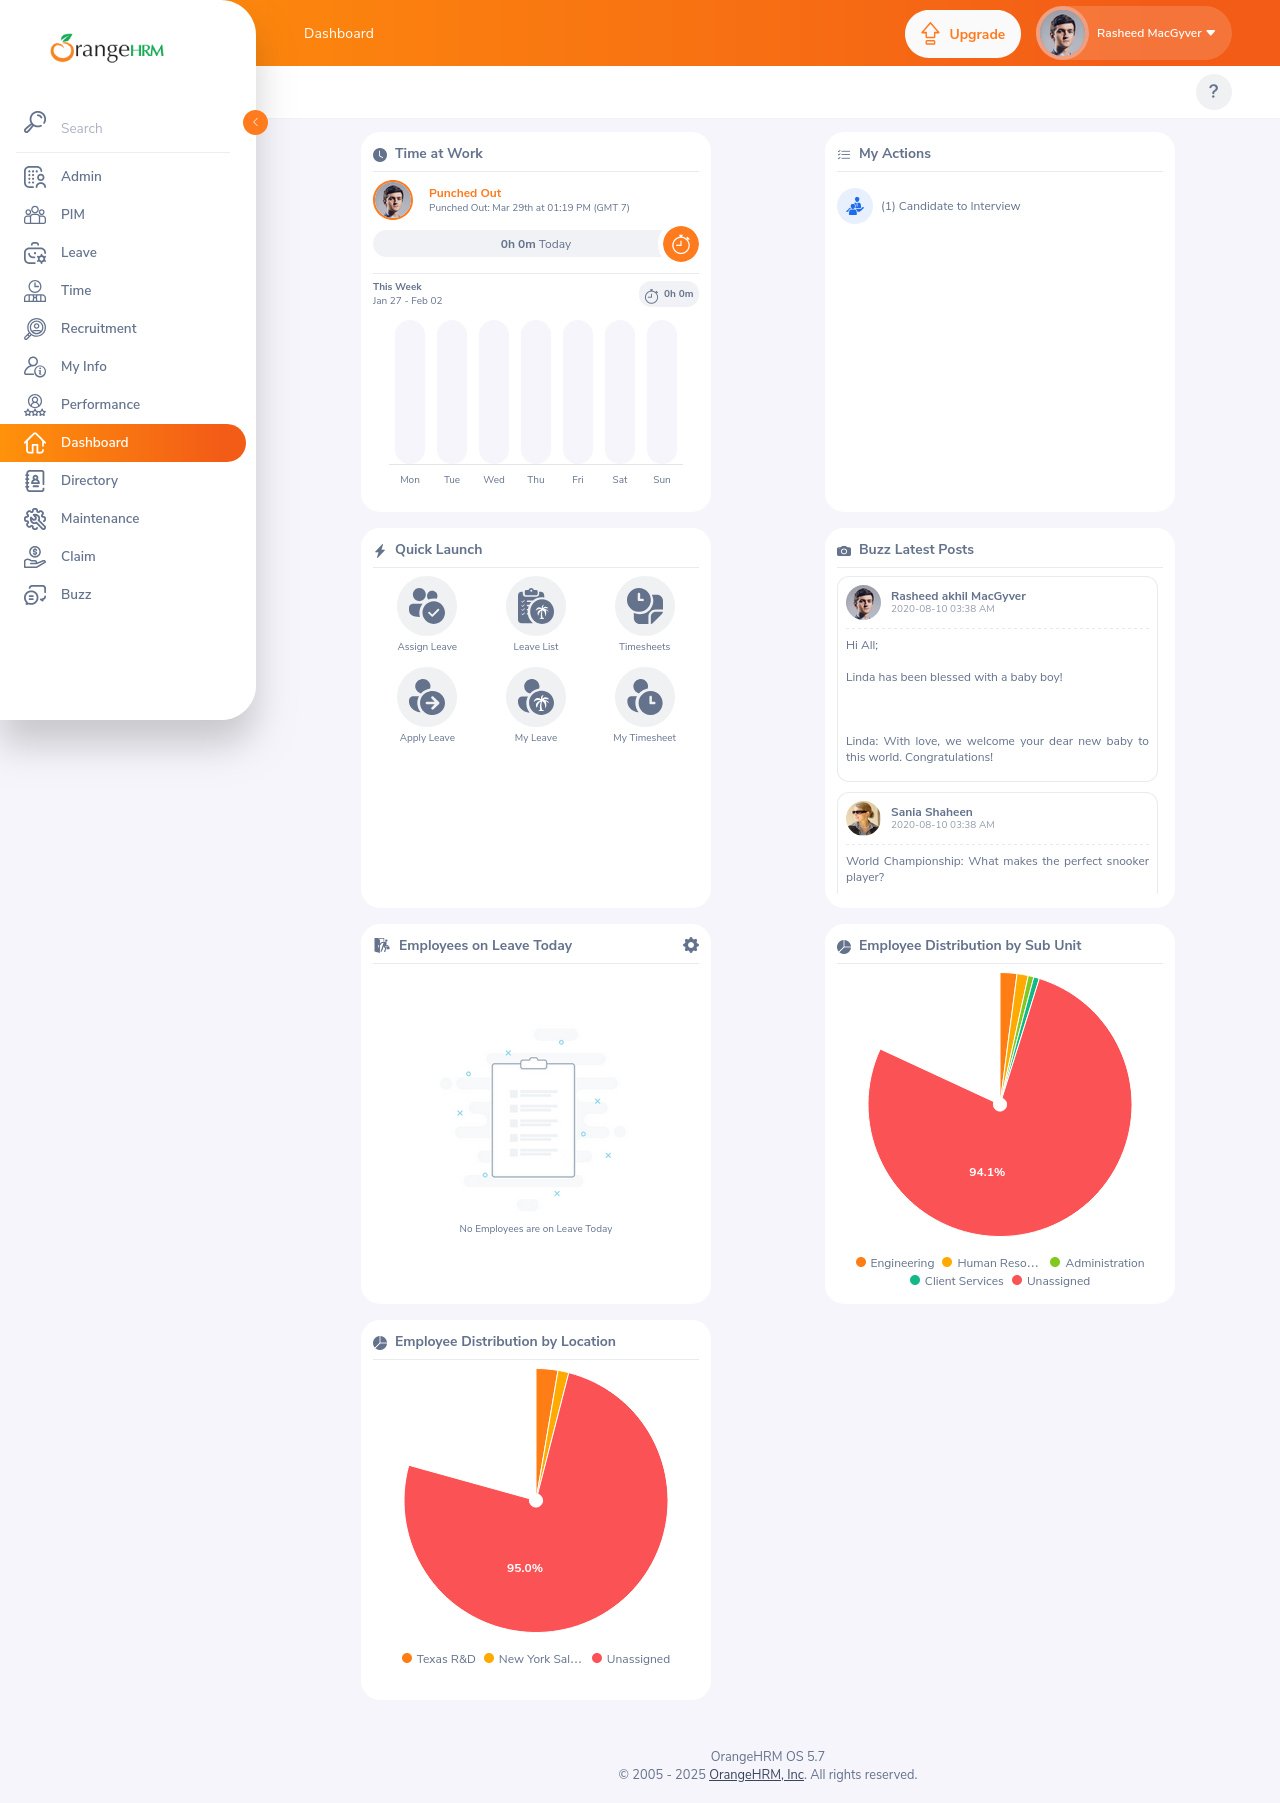 OrangeHRM
Search
Admin
PIM
Leave
Time
Recruitment
My Info
Performance
Dashboard
Directory
Maintenance
Claim
Buzz
Dashboard
Upgrade
Rasheed MacGyver
?
Time at Work
Punched Out
Punched Out: Mar 29th at 01:19 PM (GMT 7)
0h 0m Today
This Week
Jan 27 - Feb 02
0h 0m
Mon Tue Wed Thu Fri Sat Sun
My Actions
(1) Candidate to Interview
Quick Launch
Assign Leave Leave List Timesheets
Apply Leave My Leave My Timesheet
Buzz Latest Posts
Rasheed akhil MacGyver
2020-08-10 03:38 AM
Hi All;
Linda has been blessed with a baby boy!
Linda: With love, we welcome your dear new baby to
this world. Congratulations!
Sania Shaheen
2020-08-10 03:38 AM
World Championship: What makes the perfect snooker
player?
Employees on Leave Today
No Employees are on Leave Today
Employee Distribution by Sub Unit
94.1%
Engineering Human Reso... Administration
Client Services Unassigned
Employee Distribution by Location
95.0%
Texas R&D New York Sal... Unassigned
OrangeHRM OS 5.7
© 2005 - 2025 OrangeHRM, Inc. All rights reserved.